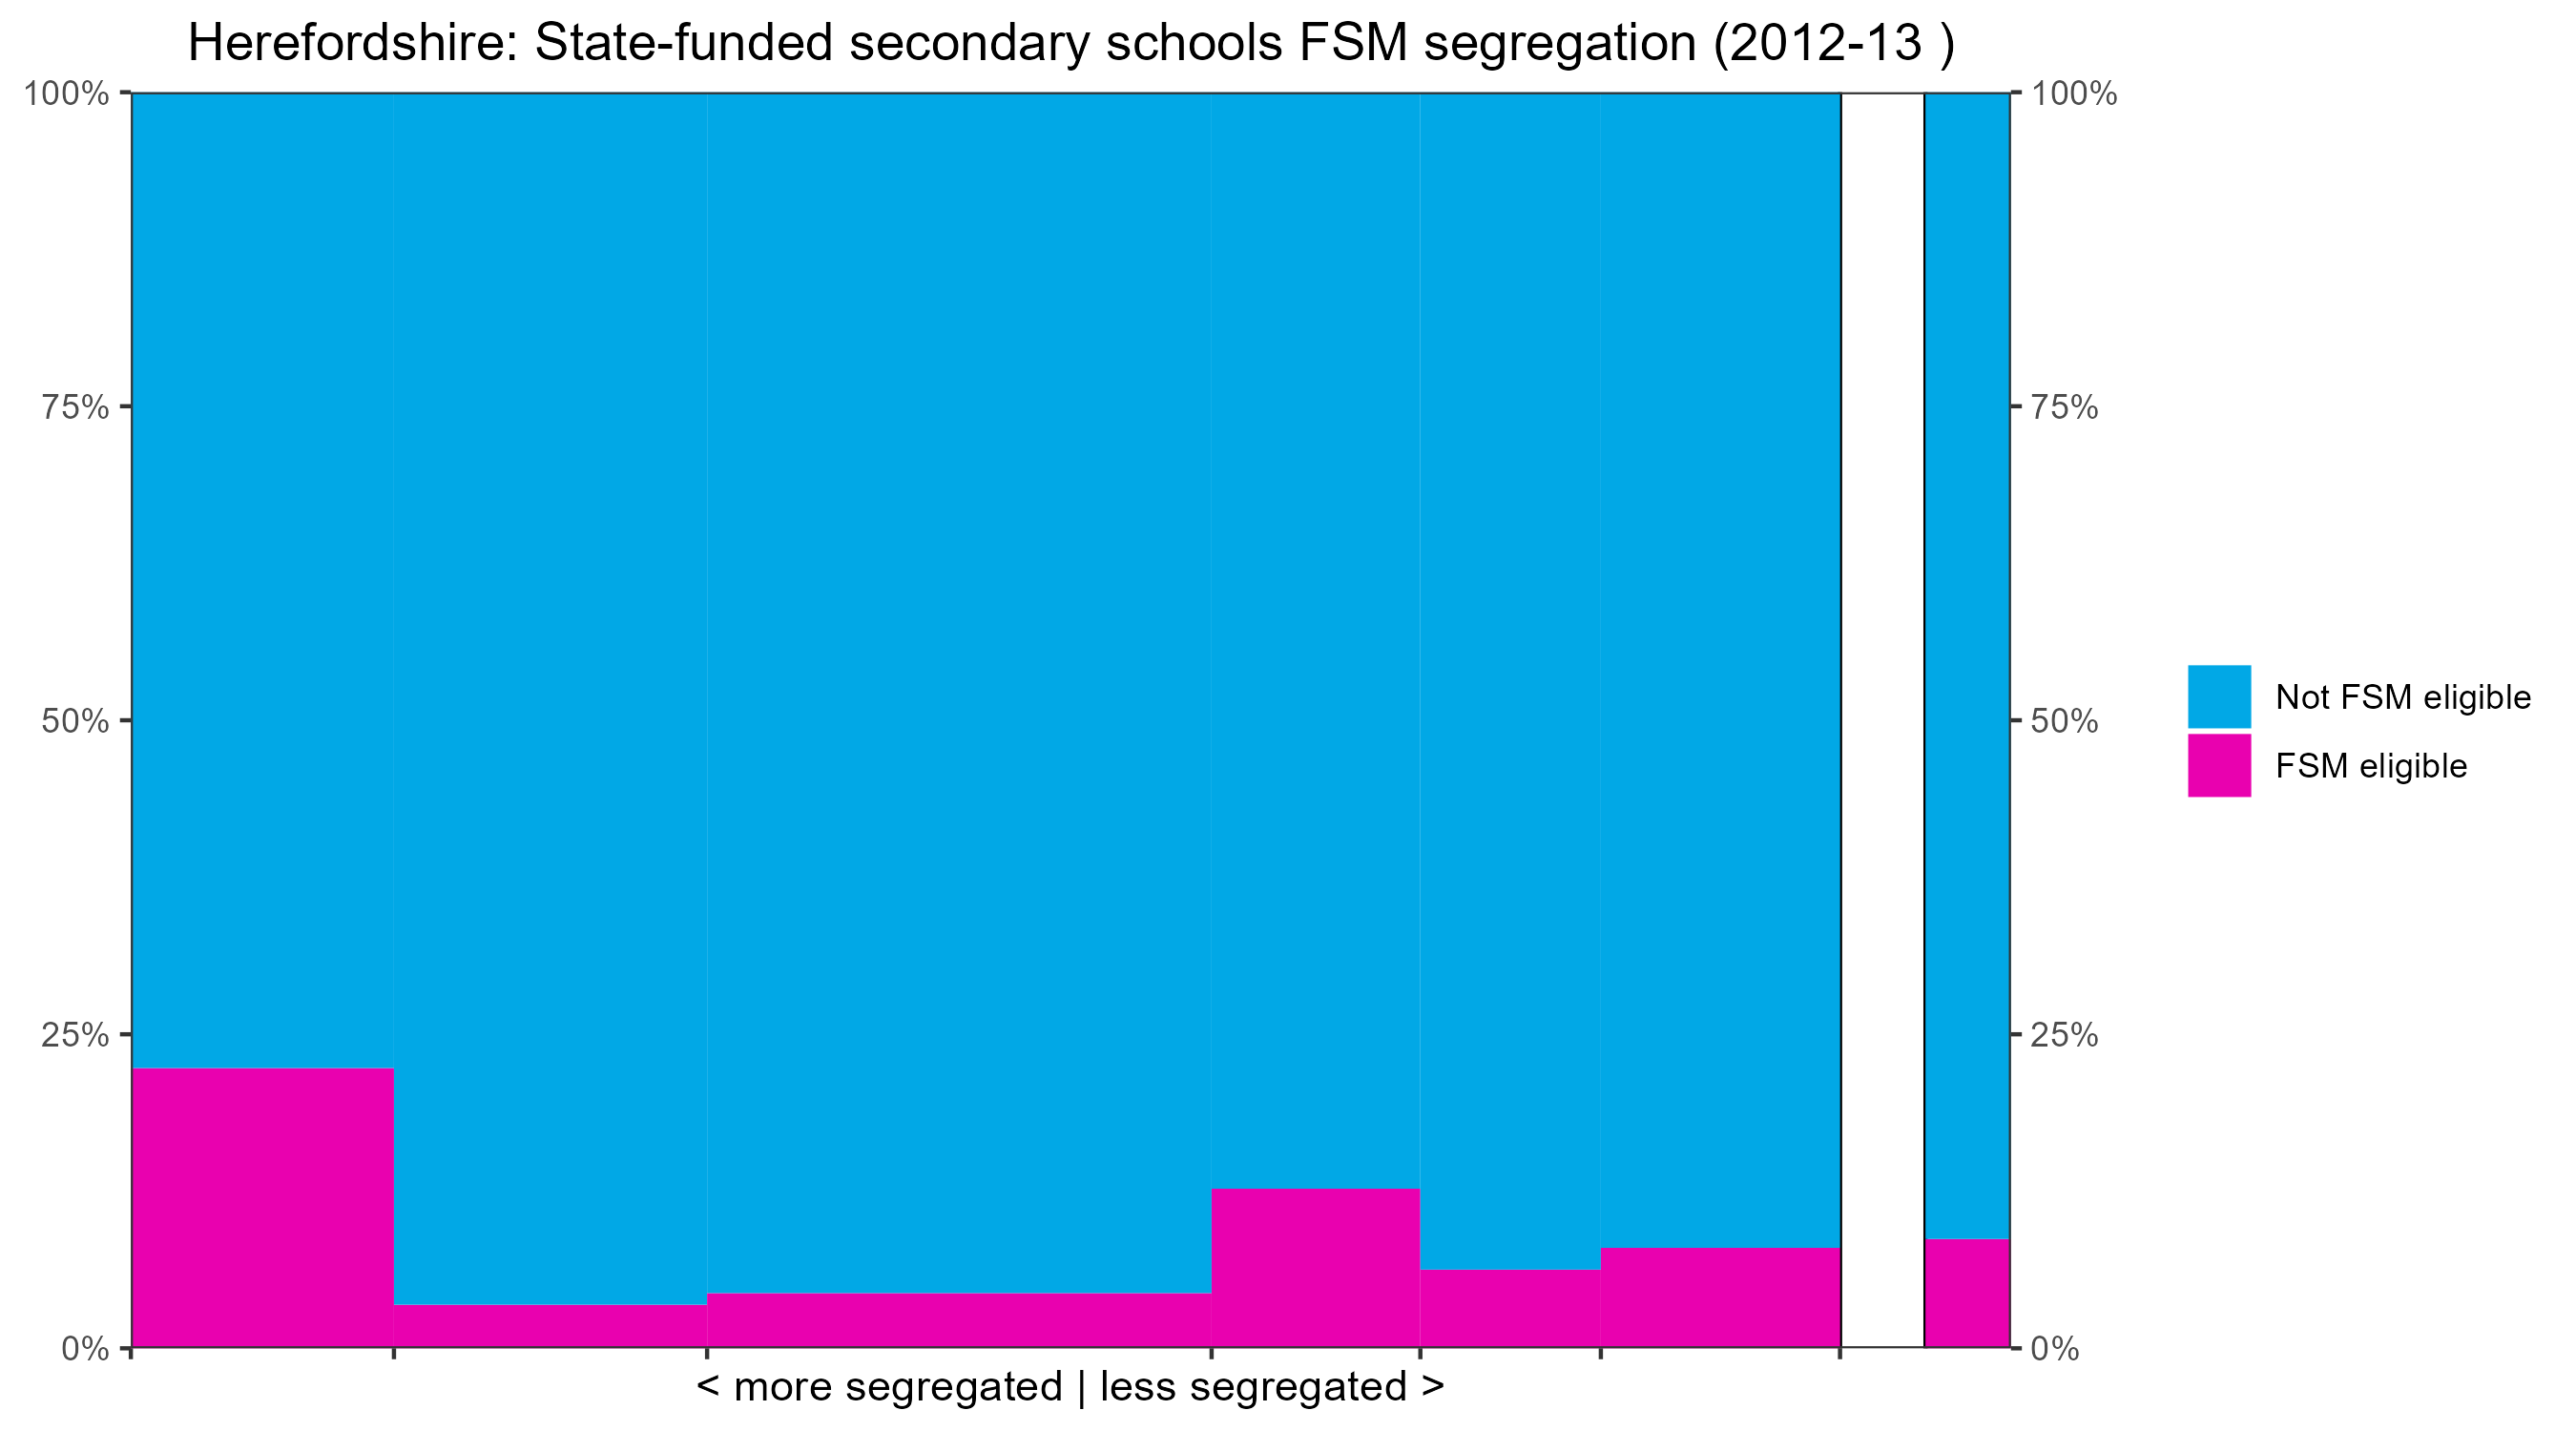 Herefordshire: State-funded secondary schools FSM segregation (2012-13 )
100%
75%
50%
25%
0%
100%
75%
50%
25%
0%
Not FSM eligible
FSM eligible
< more segregated | less segregated >